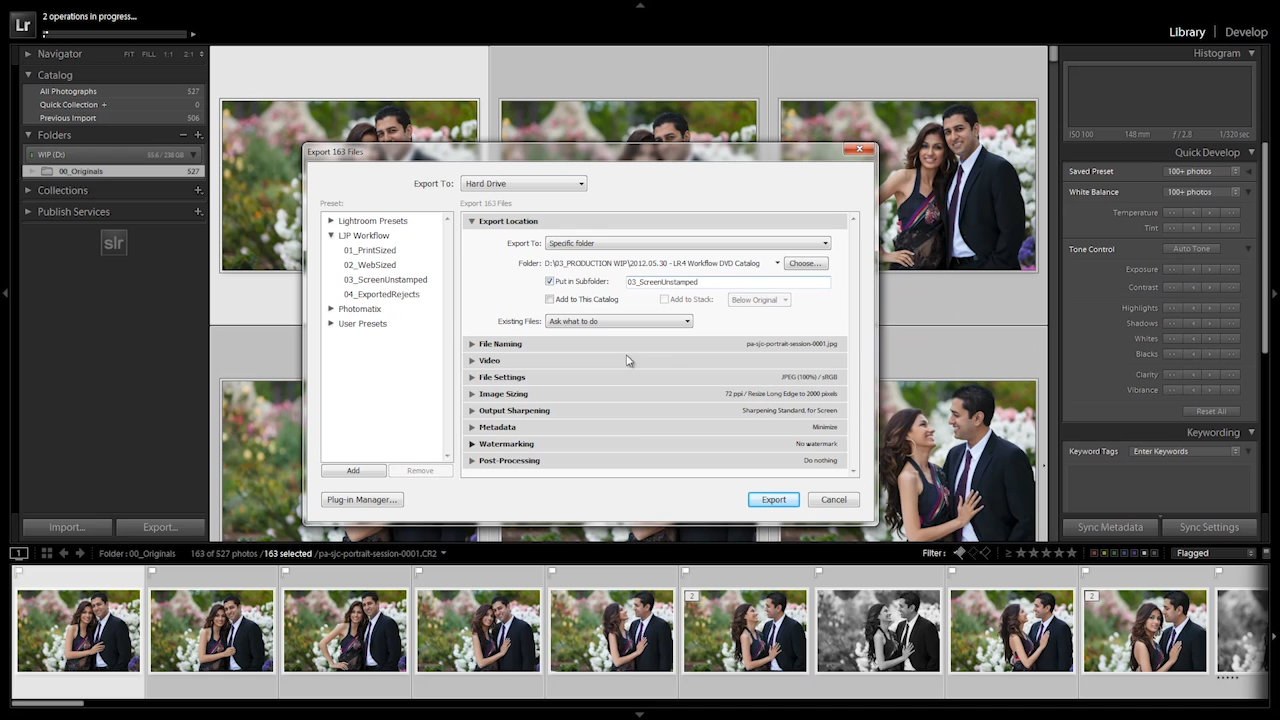 Lr
2 operations in progress...
Library | Develop
Navigator FIT FILL 1:1 2:1
Catalog
All Photographs 527
Quick Collection + 0
Previous Import 506
Folders
WIP (D:) 55.6 / 238 GB
00_Originals 527
Collections
Publish Services
slr
Import...
Export...
Export 163 Files
Export To: Hard Drive
Preset:
Lightroom Presets
LJP Workflow
01_PrintSized
02_WebSized
03_ScreenUnstamped
04_ExportedRejects
Photomatix
User Presets
Add
Remove
Plug-in Manager...
Export 163 Files
Export Location
Export To: Specific folder
Folder: D:\03_PRODUCTION WIP\2012.05.30 - LR4 Workflow DVD Catalog Choose...
Put in Subfolder: 03_ScreenUnstamped
Add to This Catalog Add to Stack: Below Original
Existing Files: Ask what to do
File Naming pa-sjc-portrait-session-0001.jpg
Video
File Settings JPEG (100%) / sRGB
Image Sizing 72 ppi / Resize Long Edge to 2000 pixels
Output Sharpening Sharpening Standard, for Screen
Metadata Minimize
Watermarking No watermark
Post-Processing Do nothing
Export
Cancel
Histogram
ISO 100 148 mm f / 2.8 1/320 sec
Quick Develop
Saved Preset 100+ photos
White Balance 100+ photos
Temperature
Tint
Tone Control Auto Tone
Exposure
Contrast
Highlights
Shadows
Whites
Blacks
Clarity
Vibrance
Reset All
Keywording
Keyword Tags Enter Keywords
Sync Metadata
Sync Settings
1 Folder : 00_Originals 163 of 527 photos / 163 selected / pa-sjc-portrait-session-0001.CR2 Filter : Flagged
2
2